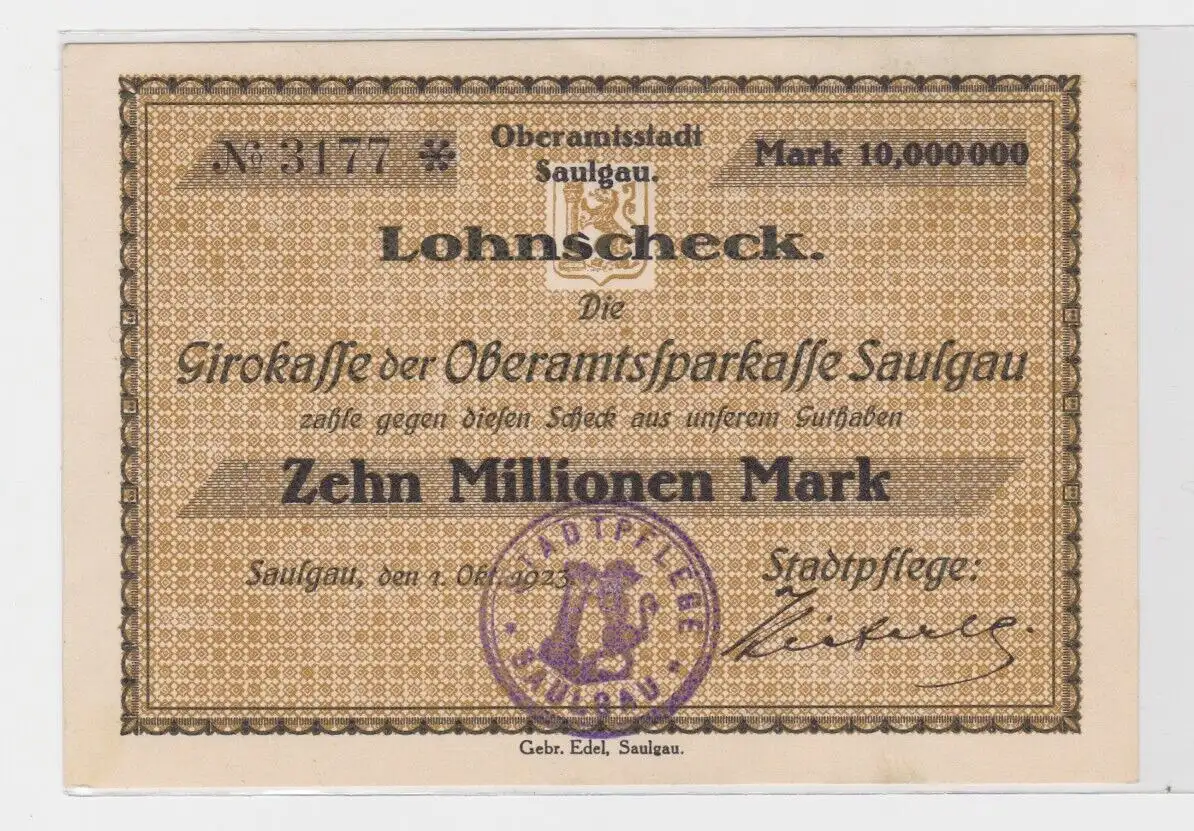 № 3177 *
Oberamtsstadt
Saulgau.
Mark 10,000000
Lohnscheck.
Die
Girokasse der Oberamtssparkasse Saulgau
zahle gegen diesen Scheck aus unserem Guthaben
Zehn Millionen Mark
Saulgau, den 1. Okt. 1923.
Stadtpflege:
STADTPFLEGE
* SAULGAU *
Gebr. Edel, Saulgau.